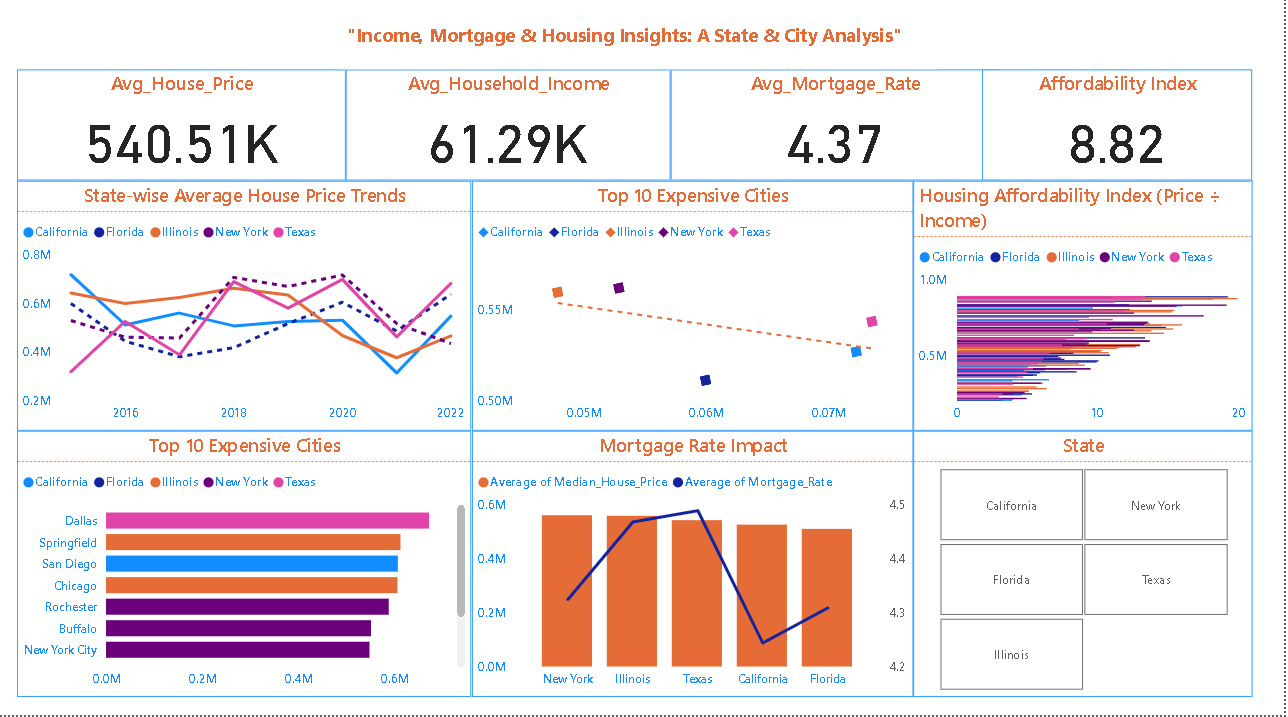 "Income, Mortgage & Housing Insights: A State & City Analysis"
Avg_House_Price
540.51K
Avg_Household_Income
61.29K
Avg_Mortgage_Rate
4.37
Affordability Index
8.82
State-wise Average House Price Trends
California Florida Illinois New York Texas
0.8M
0.6M
0.4M
0.2M
2016 2018 2020 2022
Top 10 Expensive Cities
California Florida Illinois New York Texas
0.55M
0.50M
0.05M 0.06M 0.07M
Housing Affordability Index (Price ÷
Income)
California Florida Illinois New York Texas
1.0M
0.5M
0 10 20
Top 10 Expensive Cities
California Florida Illinois New York Texas
Dallas
Springfield
San Diego
Chicago
Rochester
Buffalo
New York City
0.0M 0.2M 0.4M 0.6M
Mortgage Rate Impact
Average of Median_House_Price Average of Mortgage_Rate
0.6M 4.5
0.4M 4.4
0.2M 4.3
0.0M 4.2
New York Illinois Texas California Florida
State
California New York
Florida Texas
Illinois